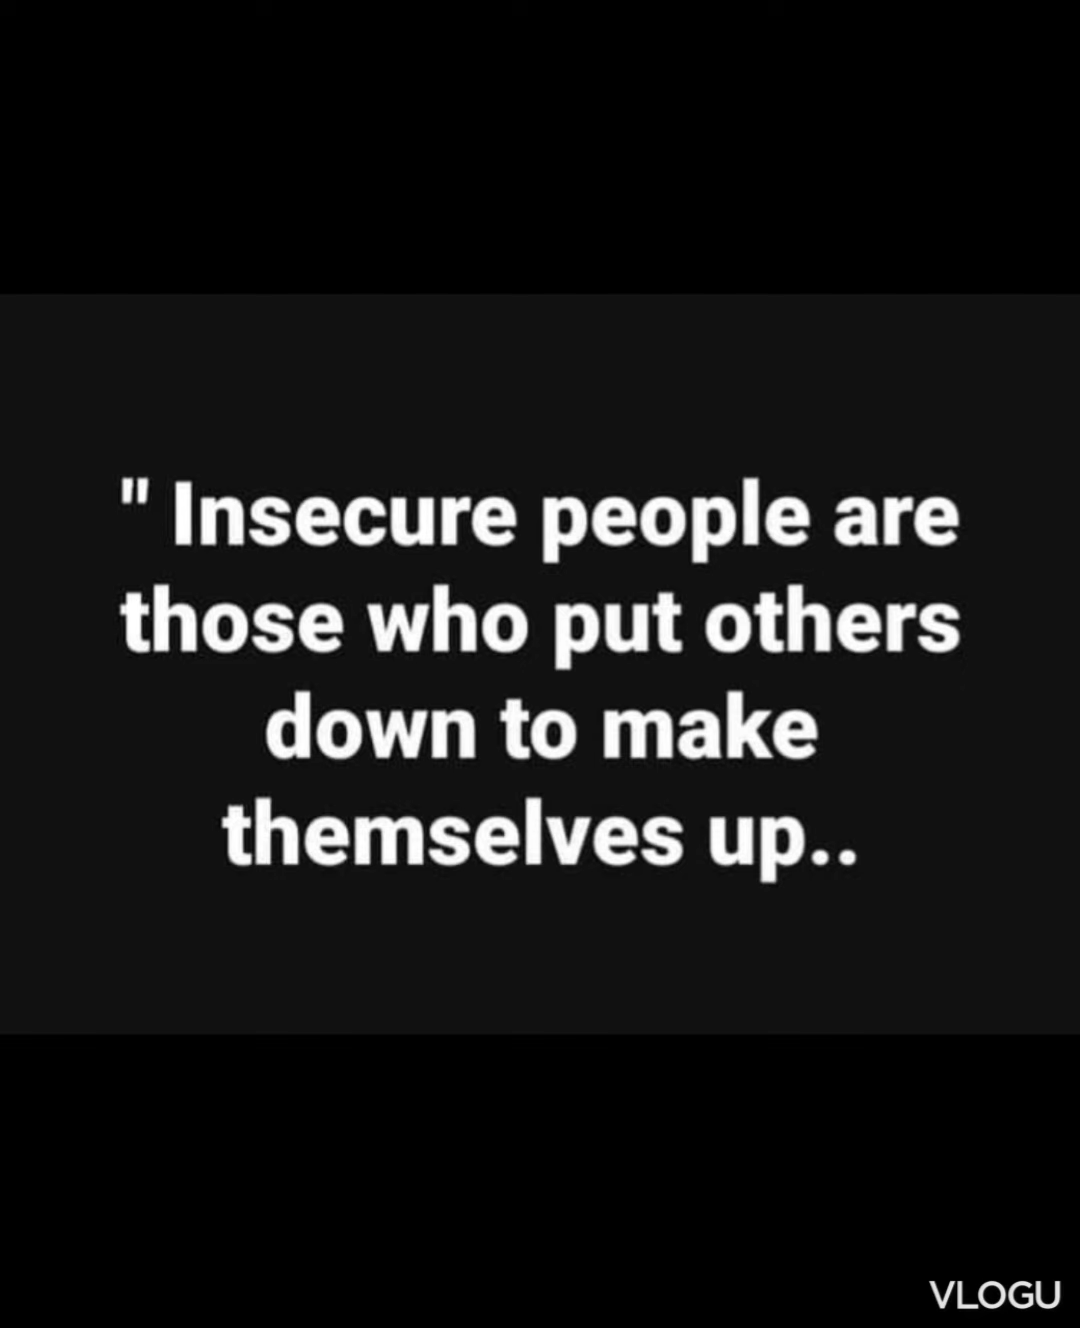 " Insecure people are
those who put others
down to make
themselves up..
VLOGU